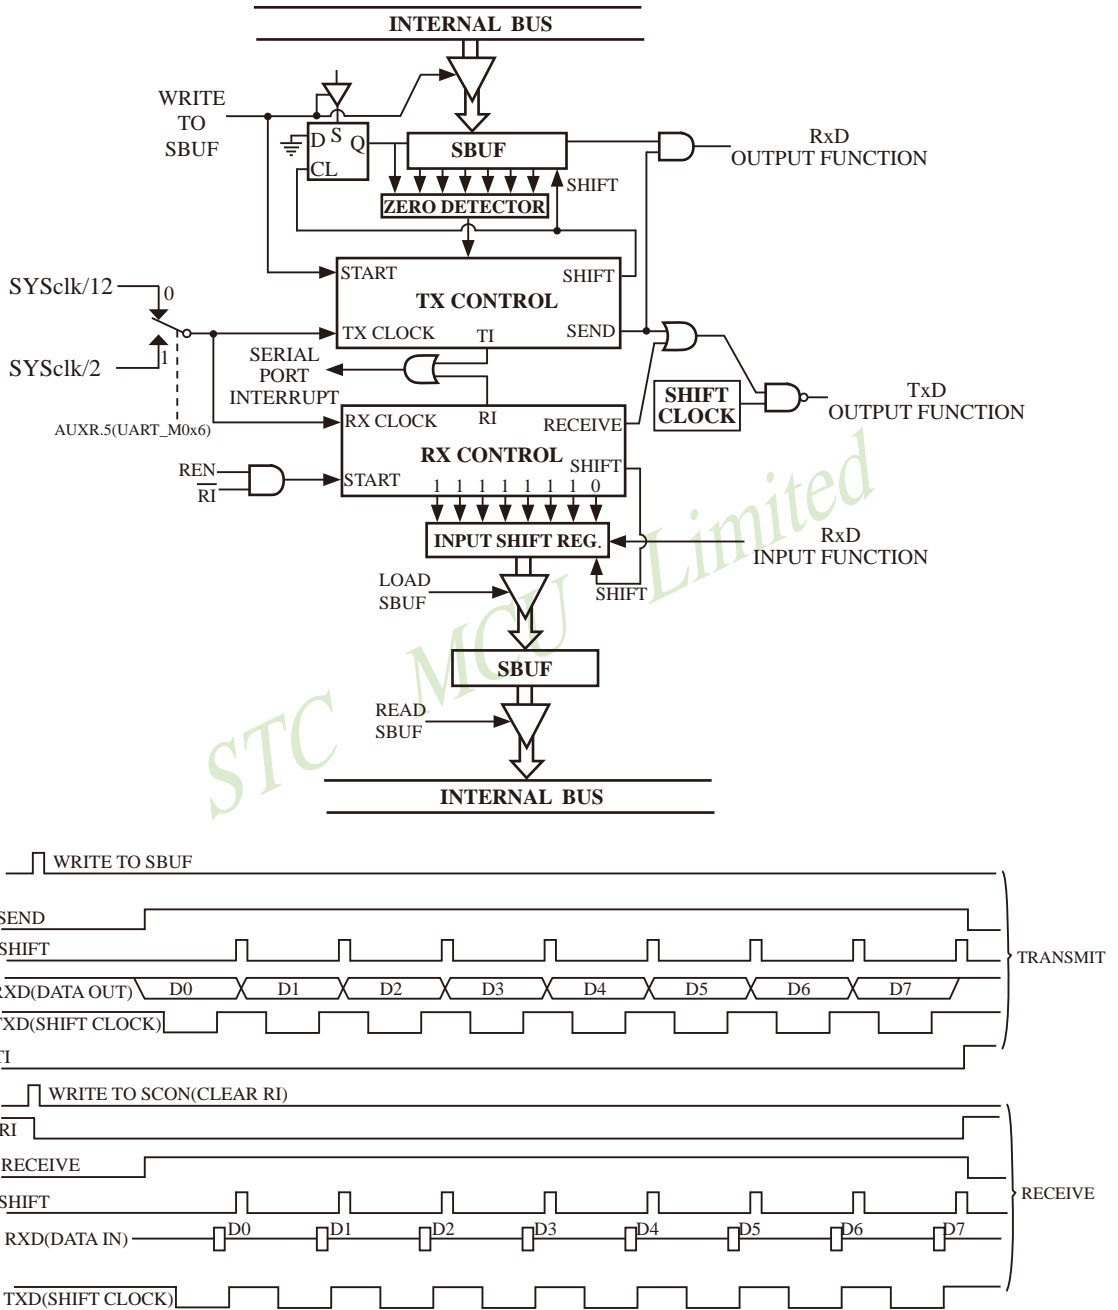 INTERNAL BUS
WRITE
TO
SBUF
D S Q
CL
SBUF
RxD
OUTPUT FUNCTION
SHIFT
ZERO DETECTOR
SYSclk/12
0
START
SHIFT
TX CONTROL
TX CLOCK
TI
SEND
1
SYSclk/2
SERIAL
PORT
INTERRUPT
SHIFT
CLOCK
TxD
OUTPUT FUNCTION
AUXR.5(UART_M0x6)
RX CLOCK
RI
RECEIVE
RX CONTROL
SHIFT
REN
RI
START
1 1 1 1 1 1 1 0
INPUT SHIFT REG.
RxD
INPUT FUNCTION
LOAD
SBUF
SHIFT
SBUF
READ
SBUF
INTERNAL BUS
STC MCU Limited
WRITE TO SBUF
SEND
SHIFT
RXD(DATA OUT) D0 D1 D2 D3 D4 D5 D6 D7
TXD(SHIFT CLOCK)
TI
TRANSMIT
WRITE TO SCON(CLEAR RI)
RI
RECEIVE
SHIFT
RXD(DATA IN) D0 D1 D2 D3 D4 D5 D6 D7
TXD(SHIFT CLOCK)
RECEIVE